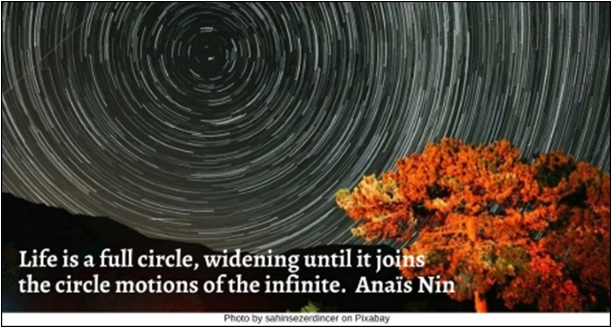 Life is a full circle, widening until it joins
the circle motions of the infinite.  Anaïs Nin
Photo by sahinsezerdincer on Pixabay